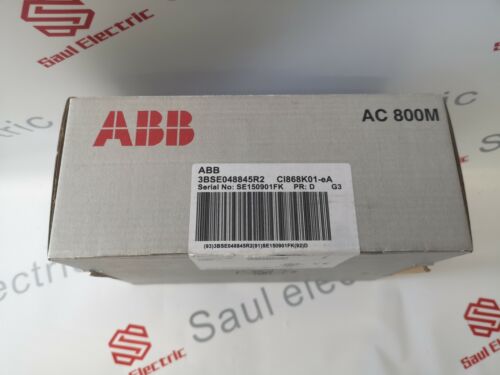 Saul Electric
ABB
AC 800M
ABB
3BSE048845R2 CI868K01-eA
Serial No: SE150901FK PR: D G3
(93)3BSE048845R2(91)SE150901FK(92)D
Saul electric
Saul Electric